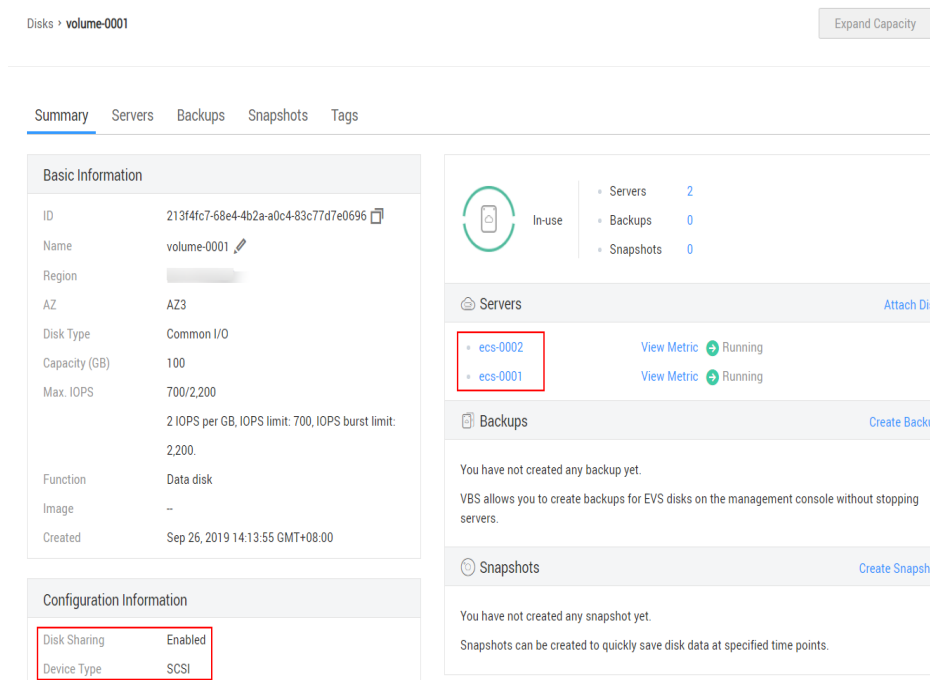 Disks > volume-0001
Expand Capacity
Summary Servers Backups Snapshots Tags
Basic Information
ID 213f4fc7-68e4-4b2a-a0c4-83c77d7e0696
Name volume-0001
Region
AZ AZ3
Disk Type Common I/O
Capacity (GB) 100
Max. IOPS 700/2,200
2 IOPS per GB, IOPS limit: 700, IOPS burst limit:
2,200.
Function Data disk
Image --
Created Sep 26, 2019 14:13:55 GMT+08:00
Configuration Information
Disk Sharing Enabled
Device Type SCSI
In-use
Servers 2
Backups 0
Snapshots 0
Servers Attach Di
ecs-0002 View Metric Running
ecs-0001 View Metric Running
Backups Create Backu
You have not created any backup yet.
VBS allows you to create backups for EVS disks on the management console without stopping
servers.
Snapshots Create Snapsh
You have not created any snapshot yet.
Snapshots can be created to quickly save disk data at specified time points.